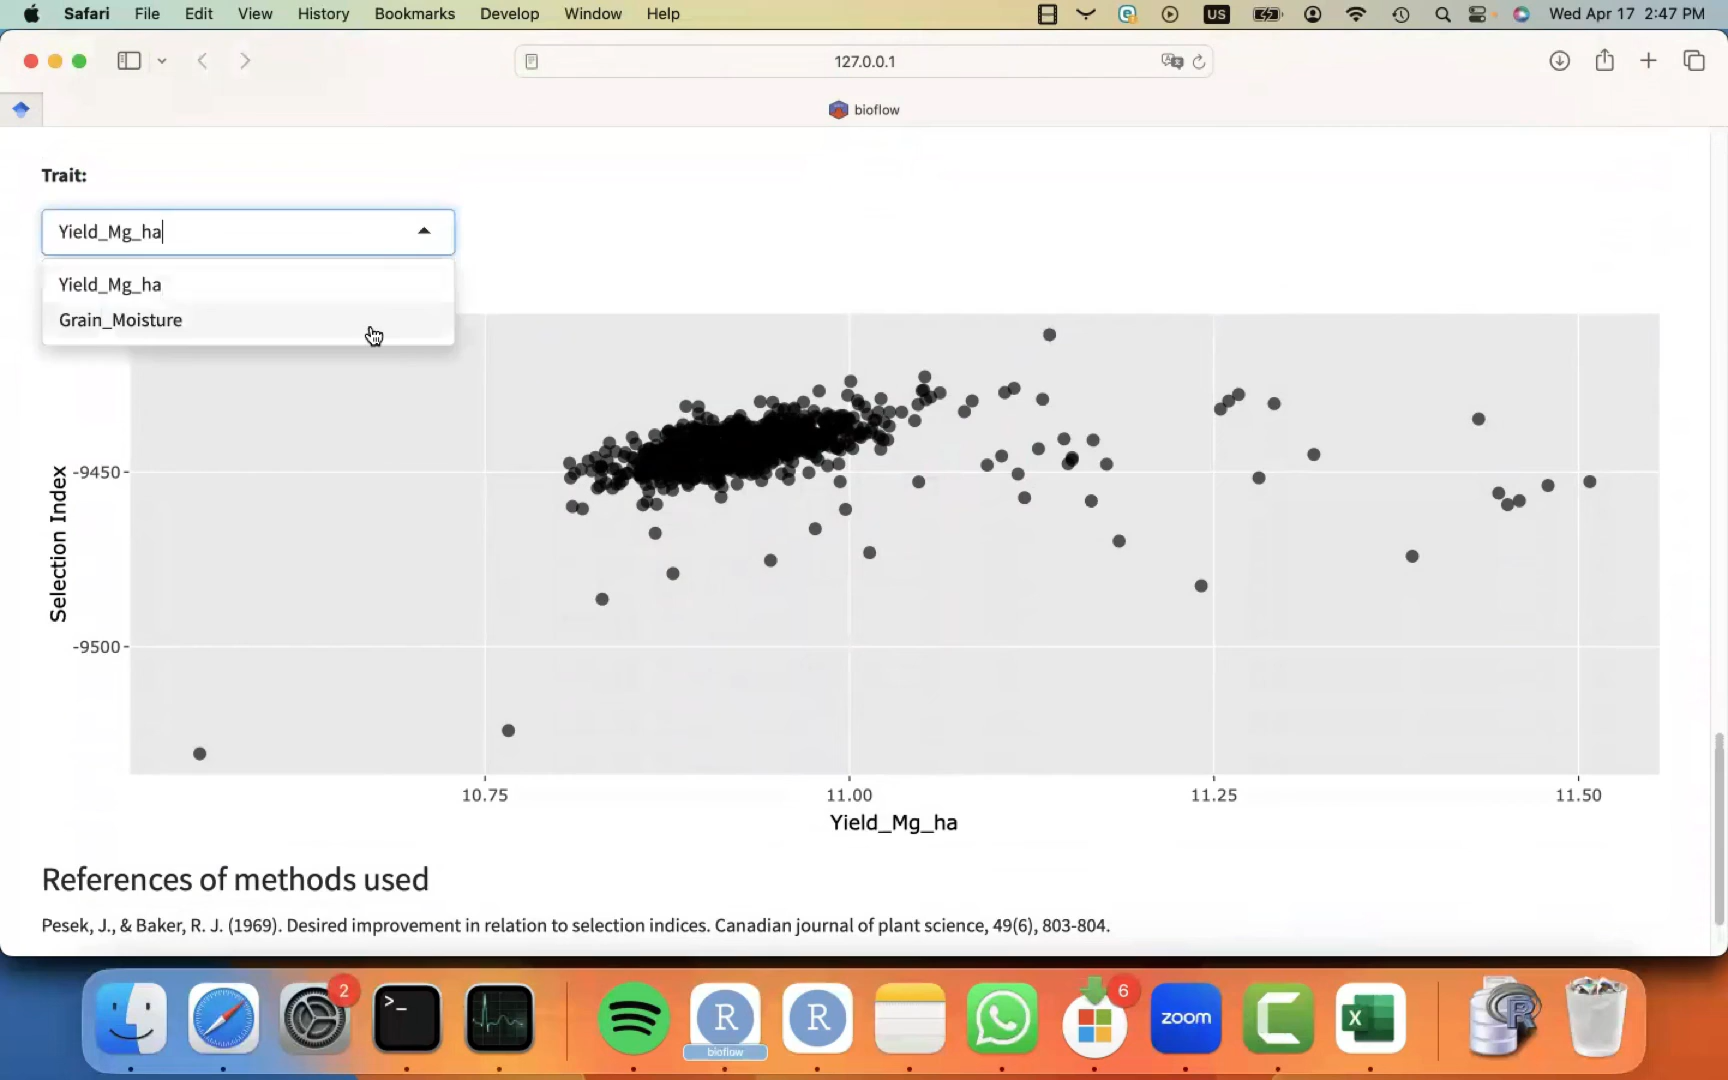 Safari File Edit View History Bookmarks Develop Window Help US Wed Apr 17 2:47 PM
127.0.0.1
bioflow
Trait:
Yield_Mg_ha
Yield_Mg_ha
Grain_Moisture
Selection Index
-9450
-9500
10.75 11.00 11.25 11.50
Yield_Mg_ha
References of methods used
Pesek, J., & Baker, R. J. (1969). Desired improvement in relation to selection indices. Canadian journal of plant science, 49(6), 803-804.
2 6
>_ R R zoom C X R
bioflow